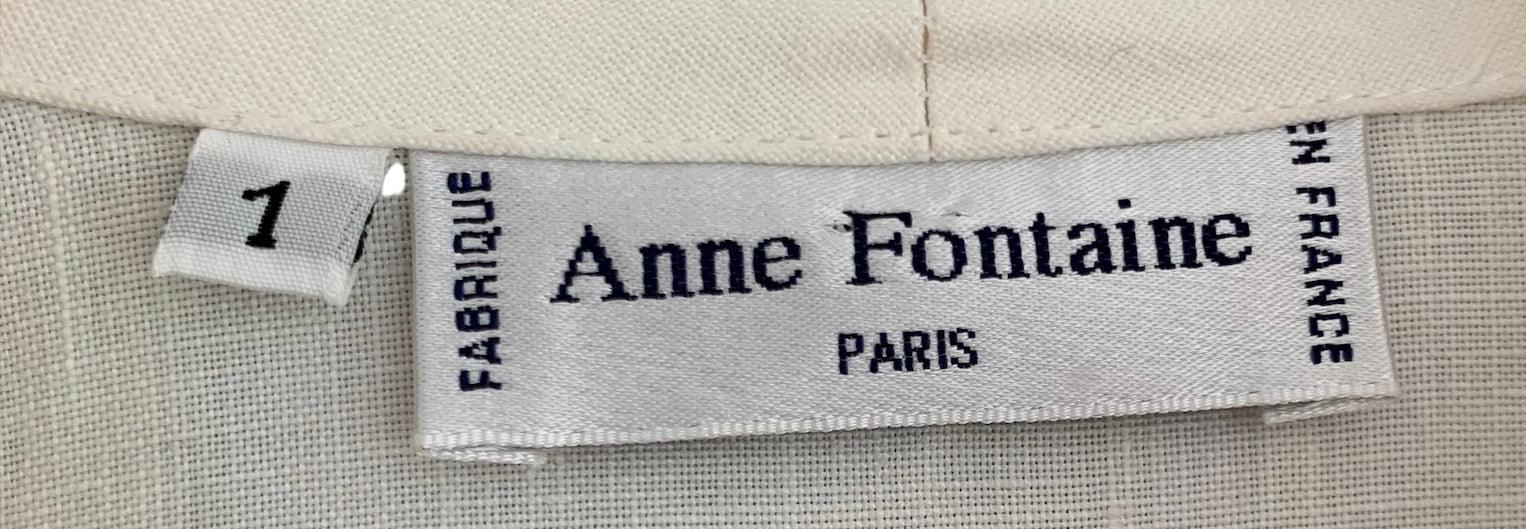 1
FABRIQUE
Anne Fontaine
PARIS
EN FRANCE